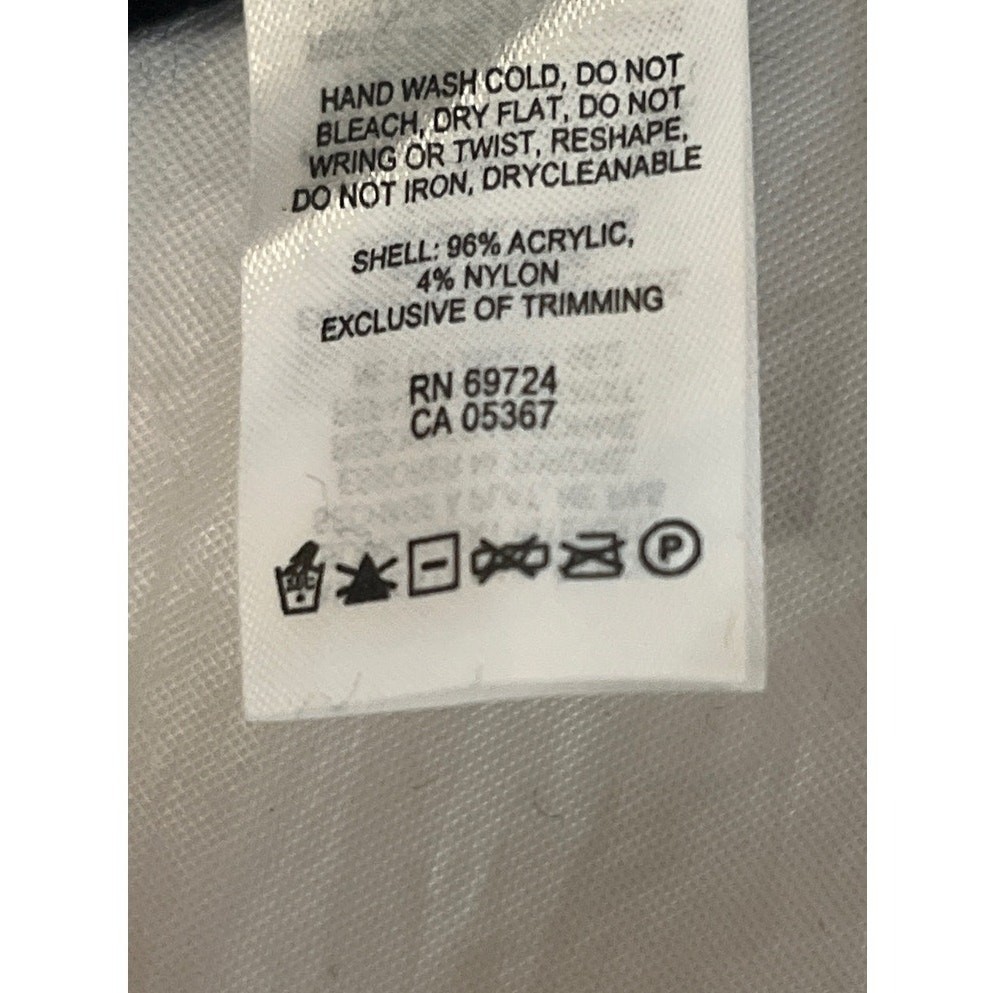 HAND WASH COLD, DO NOT
BLEACH, DRY FLAT, DO NOT
WRING OR TWIST, RESHAPE,
DO NOT IRON, DRYCLEANABLE
SHELL: 96% ACRYLIC,
4% NYLON
EXCLUSIVE OF TRIMMING
RN 69724
CA 05367
P